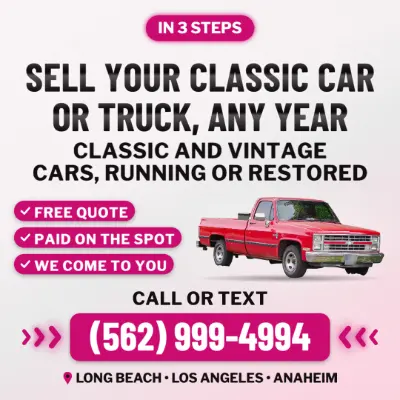 IN 3 STEPS
SELL YOUR CLASSIC CAR
OR TRUCK, ANY YEAR
CLASSIC AND VINTAGE
CARS, RUNNING OR RESTORED
FREE QUOTE
PAID ON THE SPOT
WE COME TO YOU
CALL OR TEXT
(562) 999-4994
LONG BEACH • LOS ANGELES • ANAHEIM